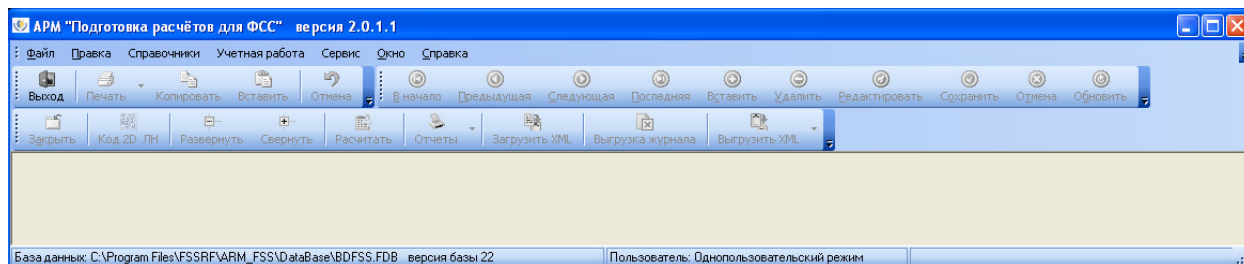 АРМ "Подготовка расчётов для ФСС" версия 2.0.1.1
Файл Правка Справочники Учетная работа Сервис Окно Справка
Выход Печать Копировать Вставить Отмена В начало Предыдущая Следующая Последняя Вставить Удалить Редактировать Сохранить Отмена Обновить
Закрыть Код 2D ЛН Развернуть Свернуть Расчитать Отчеты Загрузить XML Выгрузка журнала Выгрузить XML
База данных: C:\Program Files\FSSRF\ARM_FSS\DataBase\BDFSS.FDB версия базы 22 Пользователь: Однопользовательский режим